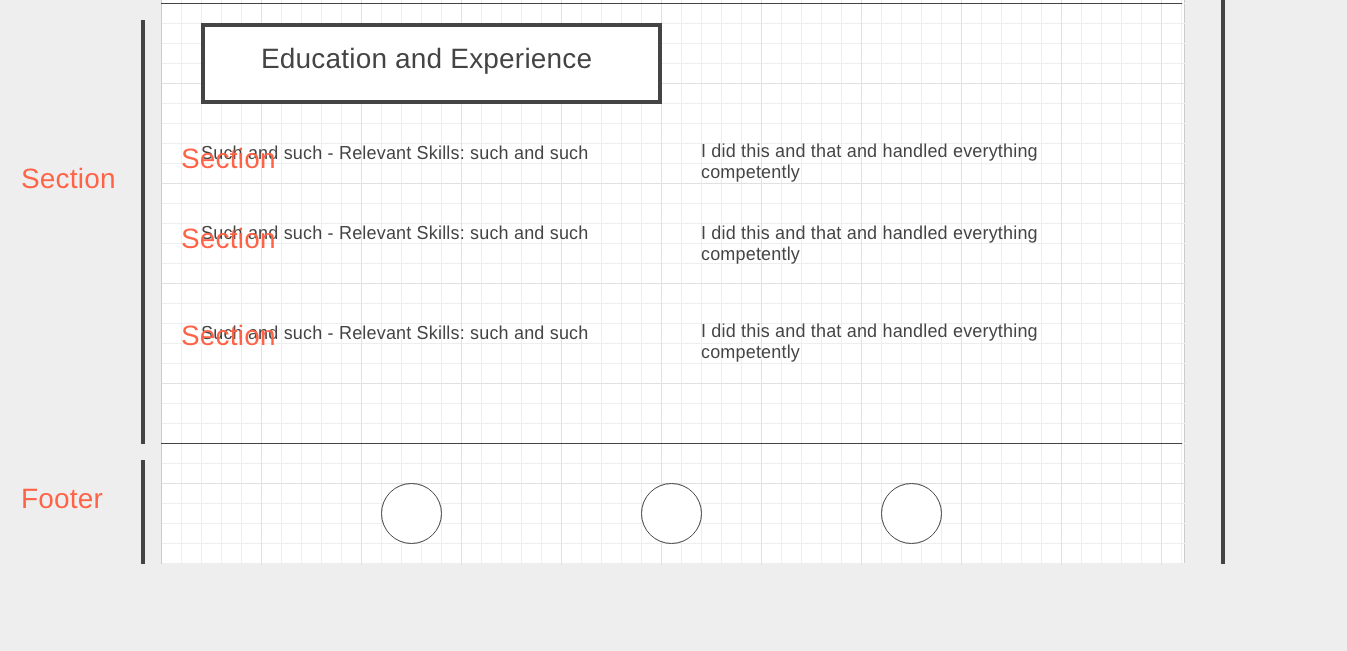 Education and Experience
Section
Such and such - Relevant Skills: such and such
I did this and that and handled everything
competently
Section
Section
Such and such - Relevant Skills: such and such
I did this and that and handled everything
competently
Section
Such and such - Relevant Skills: such and such
I did this and that and handled everything
competently
Footer